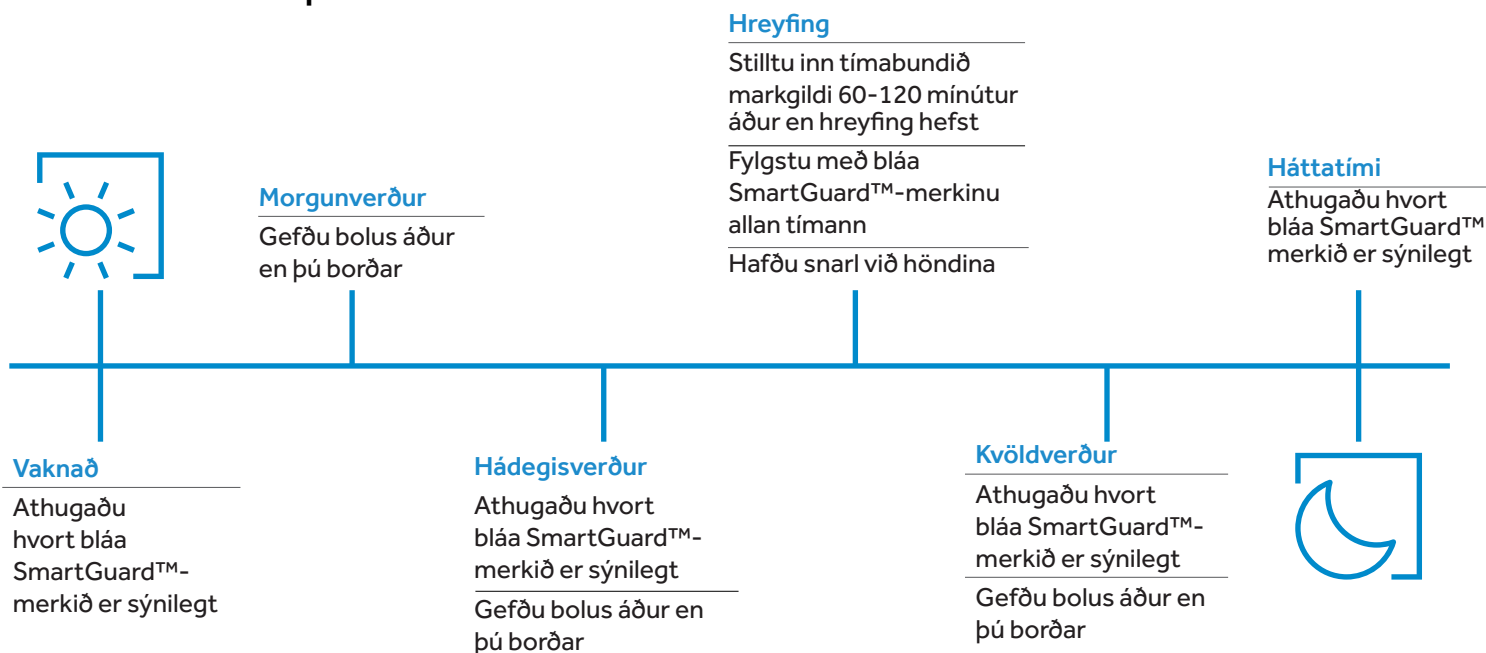 Vaknað
Athugaðu
hvort bláa
SmartGuard™-
merkið er sýnilegt
Morgunverður
Gefðu bolus áður
en þú borðar
Hádegisverður
Athugaðu hvort
bláa SmartGuard™-
merkið er sýnilegt
Gefðu bolus áður en
þú borðar
Hreyfing
Stilltu inn tímabundið
markgildi 60-120 mínútur
áður en hreyfing hefst
Fylgstu með bláa
SmartGuard™-merkinu
allan tímann
Hafðu snarl við höndina
Kvöldverður
Athugaðu hvort
bláa SmartGuard™-
merkið er sýnilegt
Gefðu bolus áður en
þú borðar
Háttatími
Athugaðu hvort
bláa SmartGuard™
merkið er sýnilegt